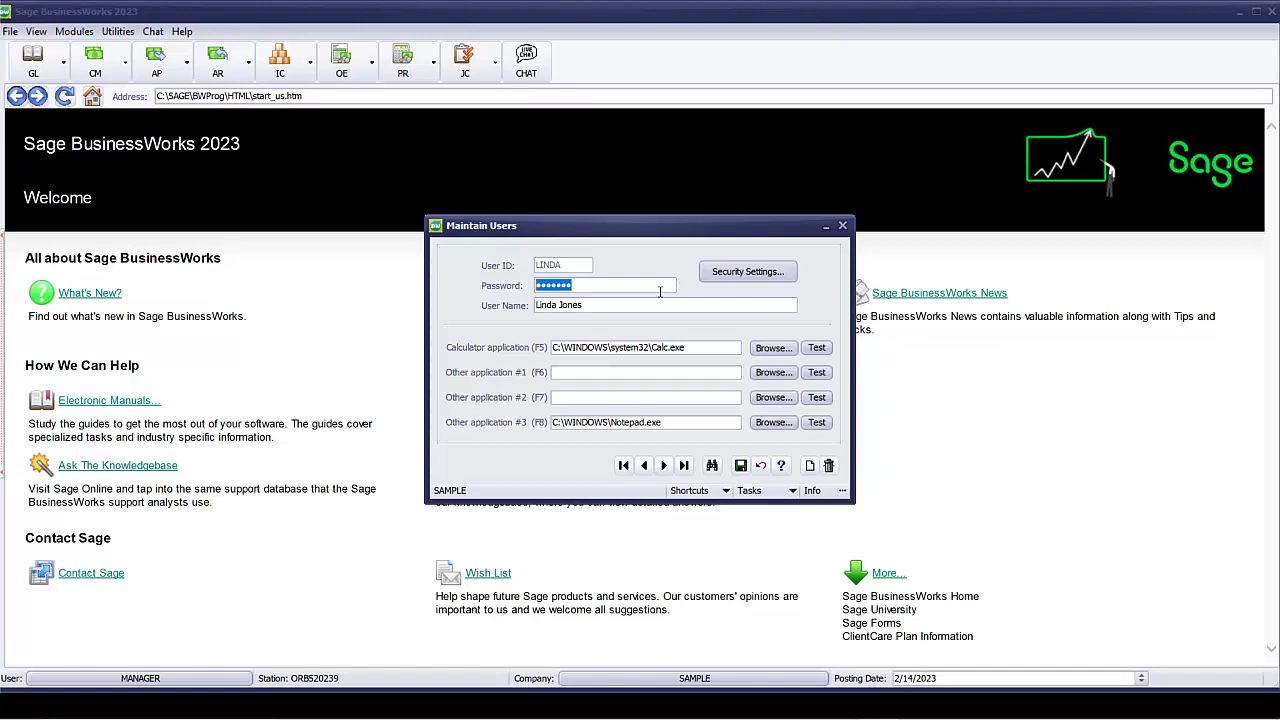 Sage BusinessWorks 2023
File View Modules Utilities Chat Help
GL CM AP AR IC OE PR JC CHAT
LIVE CHAT
Address: C:\SAGE\BWProg\HTML\start_us.htm
Sage BusinessWorks 2023
Sage
Welcome
BW Maintain Users
User ID: LINDA
Security Settings...
Password: •••••••
User Name: Linda Jones
Calculator application (F5) C:\WINDOWS\system32\Calc.exe Browse... Test
Other application #1 (F6) Browse... Test
Other application #2 (F7) Browse... Test
Other application #3 (F8) C:\WINDOWS\Notepad.exe Browse... Test
SAMPLE Shortcuts Tasks Info
All about Sage BusinessWorks
What's New?
Find out what's new in Sage BusinessWorks.
Sage BusinessWorks News
BusinessWorks News contains valuable information along with Tips and
How We Can Help
Electronic Manuals...
Study the guides to get the most out of your software. The guides cover
specialized tasks and industry specific information.
Ask The Knowledgebase
Visit Sage Online and tap into the same support database that the Sage
BusinessWorks support analysts use.
Contact Sage
Contact Sage
Wish List
Help shape future Sage products and services. Our customers' opinions are
important to us and we welcome all suggestions.
More...
Sage BusinessWorks Home
Sage University
Sage Forms
ClientCare Plan Information
User: MANAGER Station: ORB520239 Company: SAMPLE Posting Date: 2/14/2023